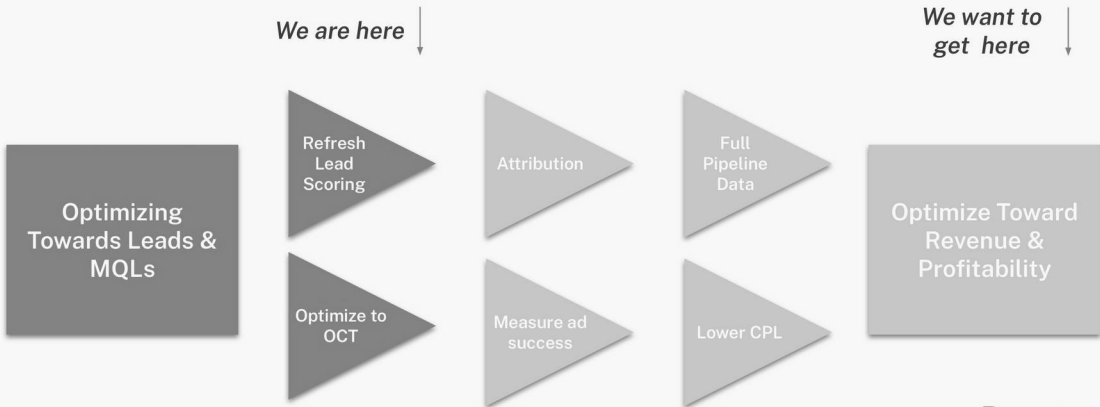 We are here
We want to
get here
Optimizing
Towards Leads &
MQLs
Refresh
Lead
Scoring
Attribution
Full
Pipeline
Data
Optimize to
OCT
Measure ad
success
Lower CPL
Optimize Toward
Revenue &
Profitability